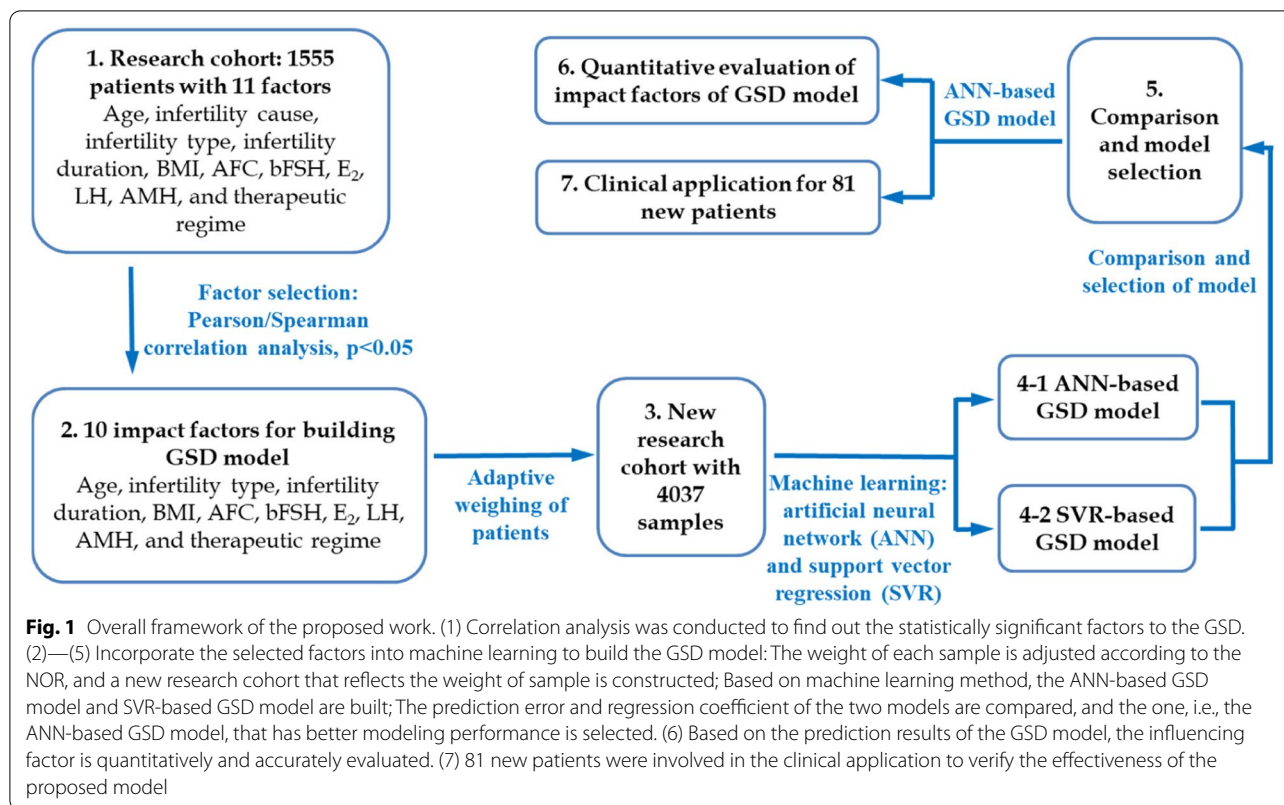 1. Research cohort: 1555
patients with 11 factors
Age, infertility cause,
infertility type, infertility
duration, BMI, AFC, bFSH, E₂,
LH, AMH, and therapeutic
regime
Factor selection:
Pearson/Spearman
correlation analysis, p<0.05
2. 10 impact factors for building
GSD model
Age, infertility type, infertility
duration, BMI, AFC, bFSH, E₂, LH,
AMH, and therapeutic regime
Adaptive
weighing of
patients
3. New
research
cohort with
4037
samples
Machine learning:
artificial neural
network (ANN)
and support vector
regression (SVR)
4-1 ANN-based
GSD model
4-2 SVR-based
GSD model
Comparison and
selection of model
5.
Comparison
and model
selection
ANN-based
GSD model
6. Quantitative evaluation of
impact factors of GSD model
7. Clinical application for 81
new patients
Fig. 1 Overall framework of the proposed work. (1) Correlation analysis was conducted to find out the statistically significant factors to the GSD.
(2)—(5) Incorporate the selected factors into machine learning to build the GSD model: The weight of each sample is adjusted according to the
NOR, and a new research cohort that reflects the weight of sample is constructed; Based on machine learning method, the ANN-based GSD
model and SVR-based GSD model are built; The prediction error and regression coefficient of the two models are compared, and the one, i.e., the
ANN-based GSD model, that has better modeling performance is selected. (6) Based on the prediction results of the GSD model, the influencing
factor is quantitatively and accurately evaluated. (7) 81 new patients were involved in the clinical application to verify the effectiveness of the
proposed model